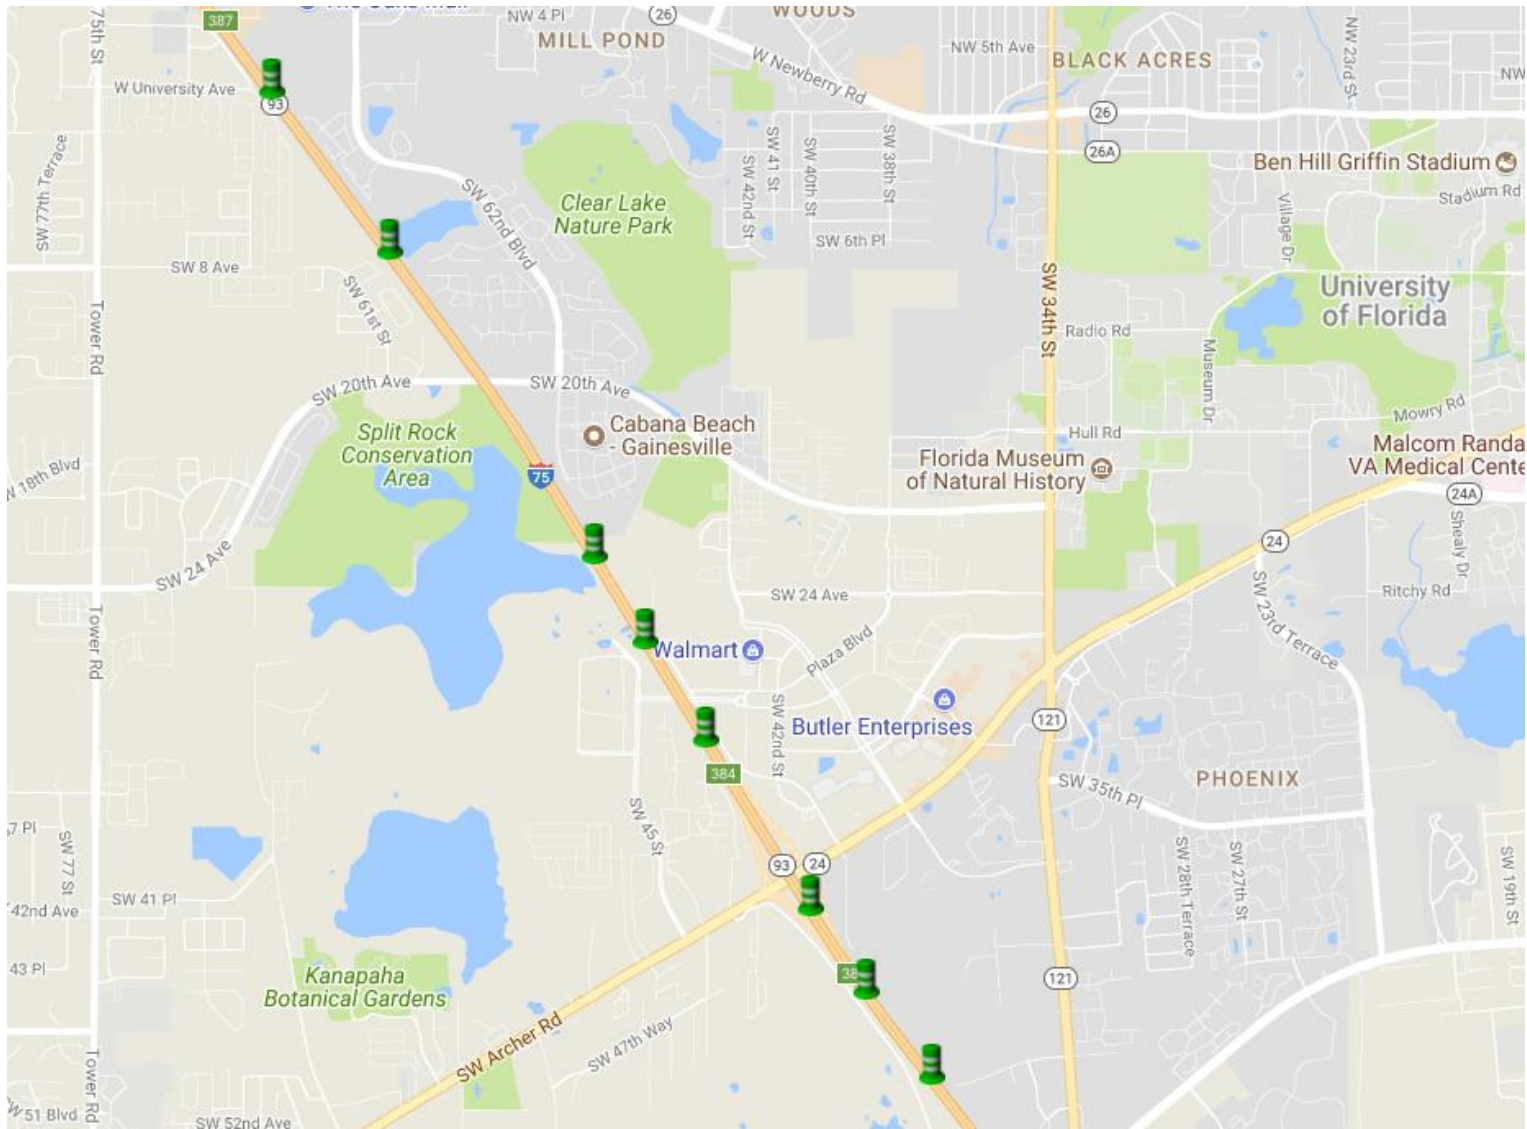 387
75th St
NW 4 Pl
26
WOODS
MILL POND
W Newberry Rd
NW 5th Ave
BLACK ACRES
NW 23rd St
NW
W University Ave
93
26
26A
SW 77th Terrace
SW 62nd Blvd
Clear Lake
Nature Park
SW 41 St
SW 42nd St
SW 40th St
SW 38th St
SW 6th Pl
Ben Hill Griffin Stadium
Stadium Rd
Village Dr
SW 8 Ave
SW 61st St
Tower Rd
SW 34th St
University
of Florida
Radio Rd
Museum Dr
SW 20th Ave
SW 20th Ave
Mowry Rd
Split Rock
Conservation
Area
Cabana Beach
- Gainesville
Hull Rd
Florida Museum
of Natural History
Malcom Randa
VA Medical Cente
W 18th Blvd
75
24A
Shealy Dr
24
SW 24 Ave
SW 24 Ave
Ritchy Rd
SW 23rd Terrace
Tower Rd
Walmart
Plaza Blvd
SW 42nd St
Butler Enterprises
121
384
SW 35th Pl
PHOENIX
SW 45 St
7 Pl
SW 77 St
93
24
SW 28th Terrace
SW 27th St
SW 19th St
SW 41 Pl
42nd Ave
43 Pl
Kanapaha
Botanical Gardens
38
121
SW Archer Rd
SW 47th Way
Tower Rd
W 51 Blvd
SW 52nd Ave